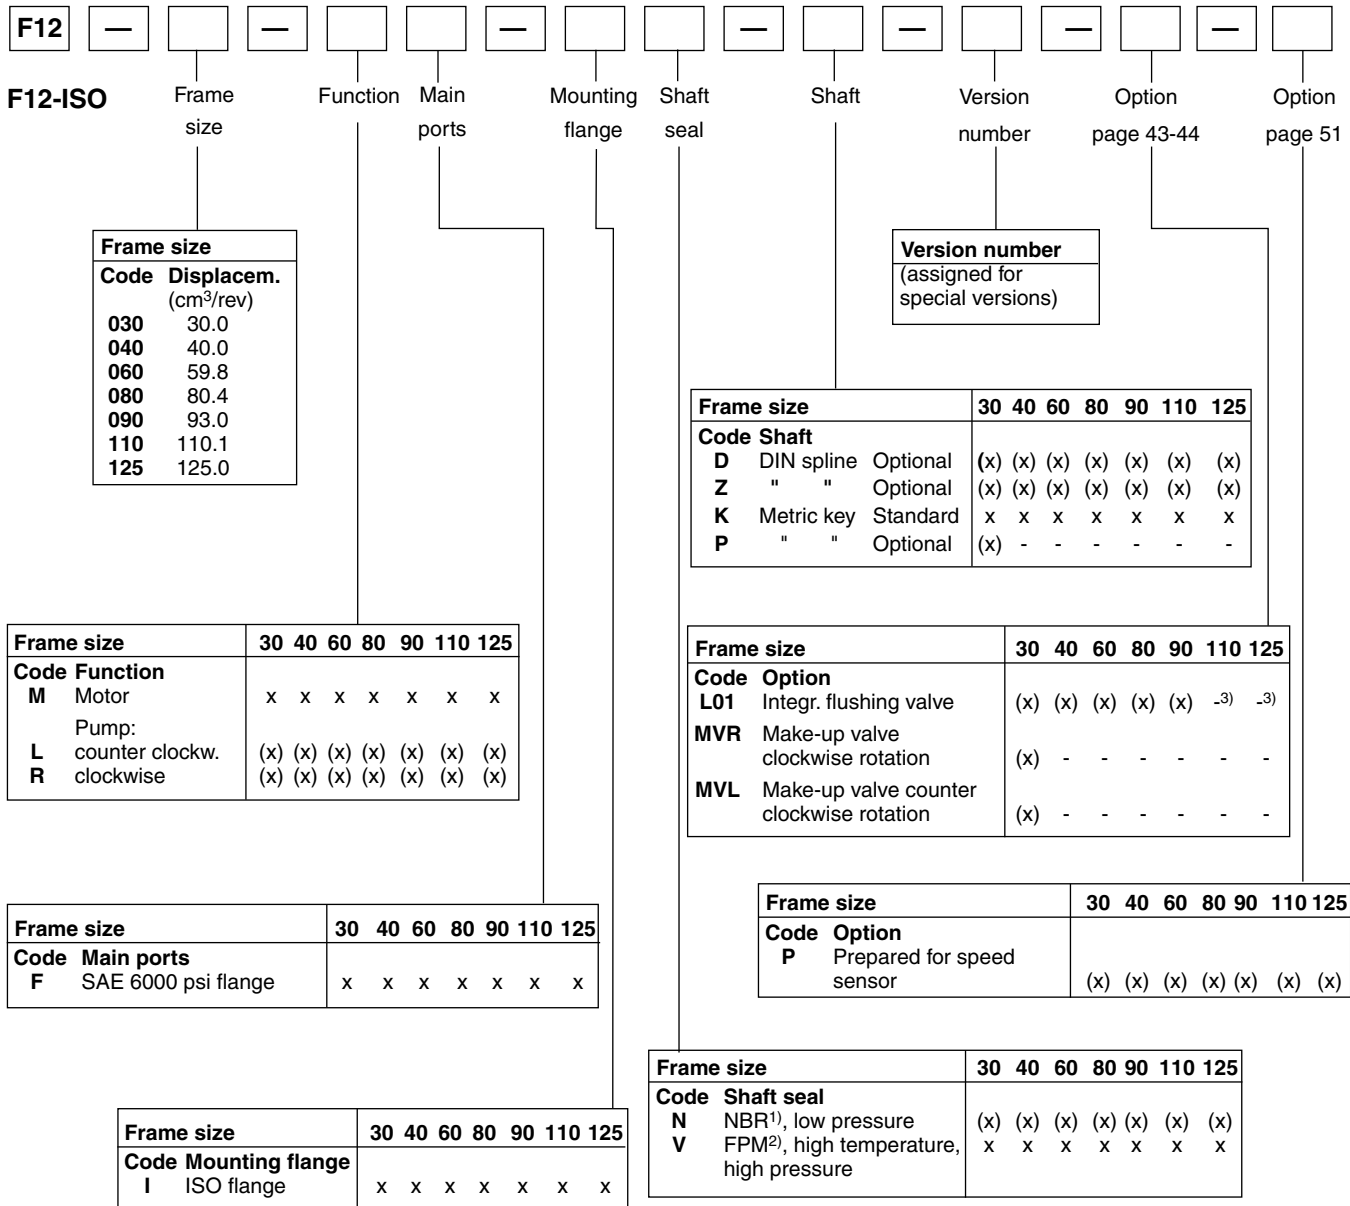 F12 — — — — — — —
F12-ISO
Frame size
Function
Main ports
Mounting flange
Shaft seal
Shaft
Version number
Option page 43-44
Option page 51
Frame size
Code Displacem.
(cm3/rev)
030 30.0
040 40.0
060 59.8
080 80.4
090 93.0
110 110.1
125 125.0
Version number
(assigned for
special versions)
Frame size 30 40 60 80 90 110 125
Code Shaft
D DIN spline Optional (x) (x) (x) (x) (x) (x) (x)
Z " " Optional (x) (x) (x) (x) (x) (x) (x)
K Metric key Standard x x x x x x x
P " " Optional (x) - - - - - -
Frame size 30 40 60 80 90 110 125
Code Function
M Motor x x x x x x x
Pump:
L counter clockw. (x) (x) (x) (x) (x) (x) (x)
R clockwise (x) (x) (x) (x) (x) (x) (x)
Frame size 30 40 60 80 90 110 125
Code Option
L01 Integr. flushing valve (x) (x) (x) (x) (x) -3) -3)
MVR Make-up valve
clockwise rotation (x) - - - - - -
MVL Make-up valve counter
clockwise rotation (x) - - - - - -
Frame size 30 40 60 80 90 110 125
Code Main ports
F SAE 6000 psi flange x x x x x x x
Frame size 30 40 60 80 90 110 125
Code Option
P Prepared for speed
sensor (x) (x) (x) (x) (x) (x) (x)
Frame size 30 40 60 80 90 110 125
Code Shaft seal
N NBR1), low pressure (x) (x) (x) (x) (x) (x) (x)
V FPM2), high temperature, x x x x x x x
high pressure
Frame size 30 40 60 80 90 110 125
Code Mounting flange
I ISO flange x x x x x x x